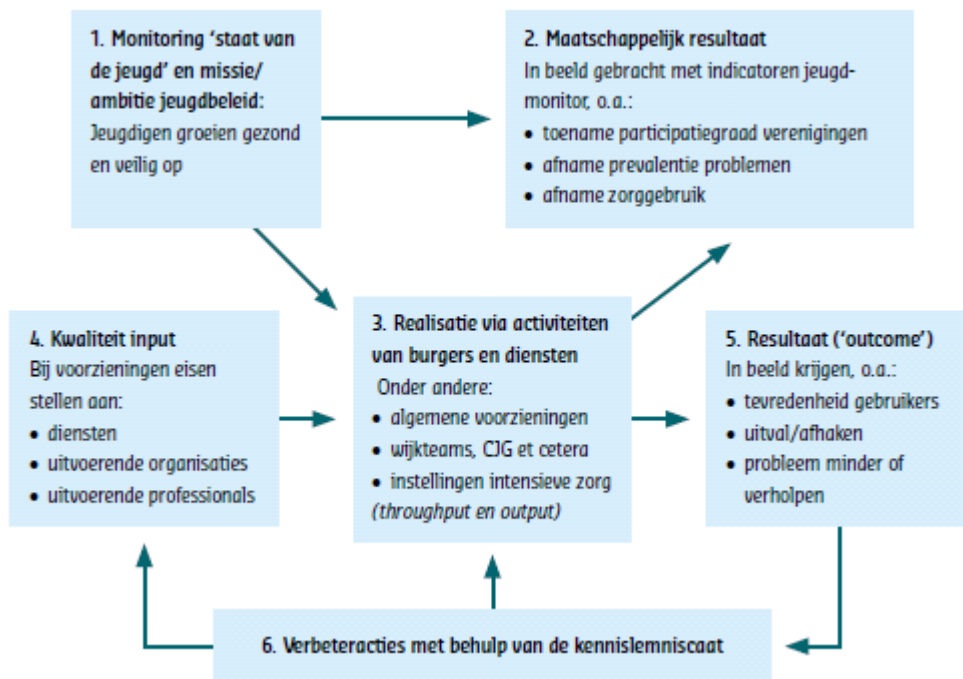 1. Monitoring ‘staat van
de jeugd’ en missie/
ambitie jeugdbeleid:
Jeugdigen groeien gezond
en veilig op
2. Maatschappelijk resultaat
In beeld gebracht met indicatoren jeugd-
monitor, o.a.:
• toename participatiegraad verenigingen
• afname prevalentie problemen
• afname zorggebruik
3. Realisatie via activiteiten
van burgers en diensten
Onder andere:
• algemene voorzieningen
• wijkteams, CJG et cetera
• instellingen intensieve zorg
(throughput en output)
4. Kwaliteit input
Bij voorzieningen eisen
stellen aan:
• diensten
• uitvoerende organisaties
• uitvoerende professionals
5. Resultaat (‘outcome’)
In beeld krijgen, o.a.:
• tevredenheid gebruikers
• uitval/afhaken
• probleem minder of
verholpen
6. Verbeteracties met behulp van de kennislemniscaat